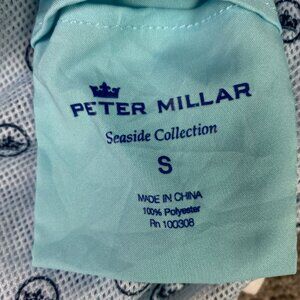 PETER MILLAR
Seaside Collection
S
MADE IN CHINA
100% Polyester
Rn 100308